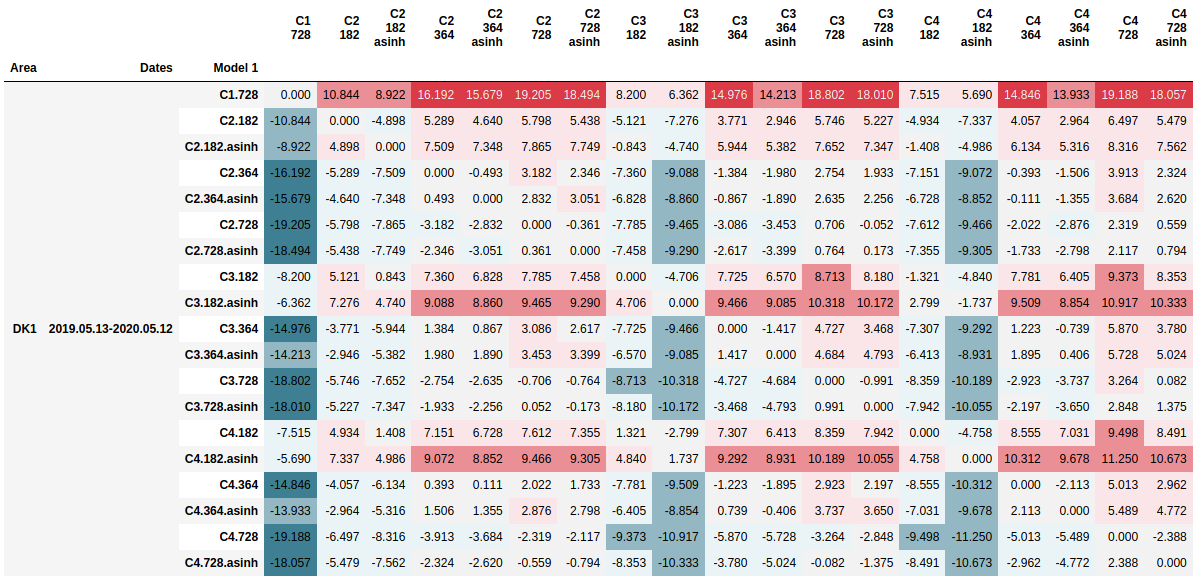 C1 C2 C2 C2 C2 C2 C2 C3 C3 C3 C3 C3 C3 C4 C4 C4 C4 C4 C4
728 182 182 364 364 728 728 182 182 364 364 728 728 182 182 364 364 728 728
asinh asinh asinh asinh asinh asinh asinh asinh asinh
Area Dates Model 1
C1.728 0.000 10.844 8.922 16.192 15.679 19.205 18.494 8.200 6.362 14.976 14.213 18.802 18.010 7.515 5.690 14.846 13.933 19.188 18.057
C2.182 -10.844 0.000 -4.898 5.289 4.640 5.798 5.438 -5.121 -7.276 3.771 2.946 5.746 5.227 -4.934 -7.337 4.057 2.964 6.497 5.479
C2.182.asinh -8.922 4.898 0.000 7.509 7.348 7.865 7.749 -0.843 -4.740 5.944 5.382 7.652 7.347 -1.408 -4.986 6.134 5.316 8.316 7.562
C2.364 -16.192 -5.289 -7.509 0.000 -0.493 3.182 2.346 -7.360 -9.088 -1.384 -1.980 2.754 1.933 -7.151 -9.072 -0.393 -1.506 3.913 2.324
C2.364.asinh -15.679 -4.640 -7.348 0.493 0.000 2.832 3.051 -6.828 -8.860 -0.867 -1.890 2.635 2.256 -6.728 -8.852 -0.111 -1.355 3.684 2.620
C2.728 -19.205 -5.798 -7.865 -3.182 -2.832 0.000 -0.361 -7.785 -9.465 -3.086 -3.453 0.706 -0.052 -7.612 -9.466 -2.022 -2.876 2.319 0.559
C2.728.asinh -18.494 -5.438 -7.749 -2.346 -3.051 0.361 0.000 -7.458 -9.290 -2.617 -3.399 0.764 0.173 -7.355 -9.305 -1.733 -2.798 2.117 0.794
C3.182 -8.200 5.121 0.843 7.360 6.828 7.785 7.458 0.000 -4.706 7.725 6.570 8.713 8.180 -1.321 -4.840 7.781 6.405 9.373 8.353
C3.182.asinh -6.362 7.276 4.740 9.088 8.860 9.465 9.290 4.706 0.000 9.466 9.085 10.318 10.172 2.799 -1.737 9.509 8.854 10.917 10.333
DK1 2019.05.13-2020.05.12 C3.364 -14.976 -3.771 -5.944 1.384 0.867 3.086 2.617 -7.725 -9.466 0.000 -1.417 4.727 3.468 -7.307 -9.292 1.223 -0.739 5.870 3.780
C3.364.asinh -14.213 -2.946 -5.382 1.980 1.890 3.453 3.399 -6.570 -9.085 1.417 0.000 4.684 4.793 -6.413 -8.931 1.895 0.406 5.728 5.024
C3.728 -18.802 -5.746 -7.652 -2.754 -2.635 -0.706 -0.764 -8.713 -10.318 -4.727 -4.684 0.000 -0.991 -8.359 -10.189 -2.923 -3.737 3.264 0.082
C3.728.asinh -18.010 -5.227 -7.347 -1.933 -2.256 0.052 -0.173 -8.180 -10.172 -3.468 -4.793 0.991 0.000 -7.942 -10.055 -2.197 -3.650 2.848 1.375
C4.182 -7.515 4.934 1.408 7.151 6.728 7.612 7.355 1.321 -2.799 7.307 6.413 8.359 7.942 0.000 -4.758 8.555 7.031 9.498 8.491
C4.182.asinh -5.690 7.337 4.986 9.072 8.852 9.466 9.305 4.840 1.737 9.292 8.931 10.189 10.055 4.758 0.000 10.312 9.678 11.250 10.673
C4.364 -14.846 -4.057 -6.134 0.393 0.111 2.022 1.733 -7.781 -9.509 -1.223 -1.895 2.923 2.197 -8.555 -10.312 0.000 -2.113 5.013 2.962
C4.364.asinh -13.933 -2.964 -5.316 1.506 1.355 2.876 2.798 -6.405 -8.854 0.739 -0.406 3.737 3.650 -7.031 -9.678 2.113 0.000 5.489 4.772
C4.728 -19.188 -6.497 -8.316 -3.913 -3.684 -2.319 -2.117 -9.373 -10.917 -5.870 -5.728 -3.264 -2.848 -9.498 -11.250 -5.013 -5.489 0.000 -2.388
C4.728.asinh -18.057 -5.479 -7.562 -2.324 -2.620 -0.559 -0.794 -8.353 -10.333 -3.780 -5.024 -0.082 -1.375 -8.491 -10.673 -2.962 -4.772 2.388 0.000